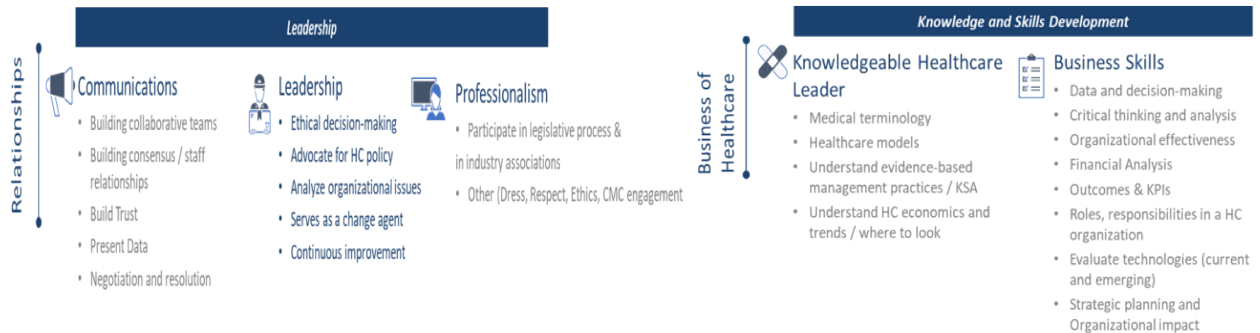 Leadership
Relationships
Communications
• Building collaborative teams
• Building consensus / staff
relationships
• Build Trust
• Present Data
• Negotiation and resolution
Leadership
• Ethical decision-making
• Advocate for HC policy
• Analyze organizational issues
• Serves as a change agent
• Continuous improvement
Professionalism
• Participate in legislative process &
in industry associations
• Other (Dress, Respect, Ethics, CMC engagement
Knowledge and Skills Development
Business of
Healthcare
Knowledgeable Healthcare
Leader
• Medical terminology
• Healthcare models
• Understand evidence-based
management practices / KSA
• Understand HC economics and
trends / where to look
Business Skills
• Data and decision-making
• Critical thinking and analysis
• Organizational effectiveness
• Financial Analysis
• Outcomes & KPIs
• Roles, responsibilities in a HC
organization
• Evaluate technologies (current
and emerging)
• Strategic planning and
Organizational impact